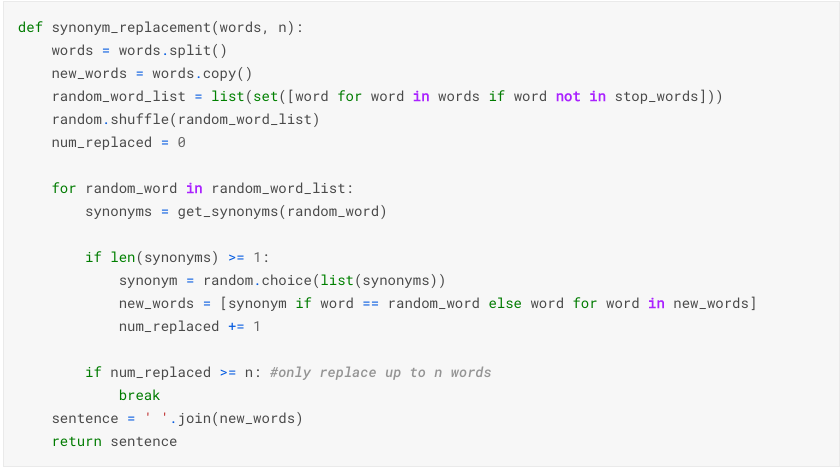 def synonym_replacement(words, n):
    words = words.split()
    new_words = words.copy()
    random_word_list = list(set([word for word in words if word not in stop_words]))
    random.shuffle(random_word_list)
    num_replaced = 0

    for random_word in random_word_list:
        synonyms = get_synonyms(random_word)

        if len(synonyms) >= 1:
            synonym = random.choice(list(synonyms))
            new_words = [synonym if word == random_word else word for word in new_words]
            num_replaced += 1

        if num_replaced >= n: #only replace up to n words
            break
    sentence = ' '.join(new_words)
    return sentence